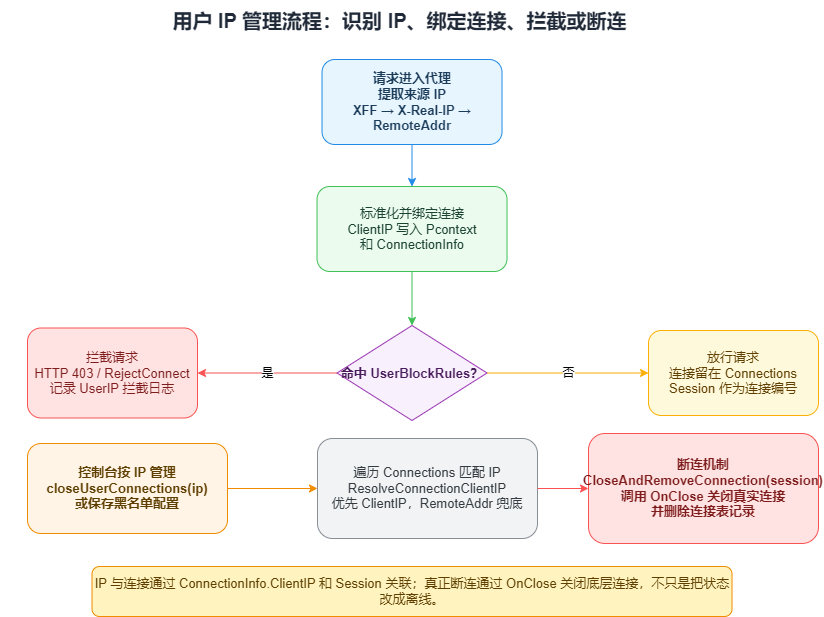 用户 IP 管理流程：识别 IP、绑定连接、拦截或断连
请求进入代理
提取来源 IP
XFF → X-Real-IP →
RemoteAddr
标准化并绑定连接
ClientIP 写入 Pcontext
和 ConnectionInfo
拦截请求
HTTP 403 / RejectConnect
记录 UserIP 拦截日志
是
命中 UserBlockRules?
否
放行请求
连接留在 Connections
Session 作为连接编号
控制台按 IP 管理
closeUserConnections(ip)
或保存黑名单配置
遍历 Connections 匹配 IP
ResolveConnectionClientIP
优先 ClientIP，RemoteAddr 兜底
断连机制
CloseAndRemoveConnection(session)
调用 OnClose 关闭真实连接
并删除连接表记录
IP 与连接通过 ConnectionInfo.ClientIP 和 Session 关联；真正断连通过 OnClose 关闭底层连接，不只是把状态
改成离线。